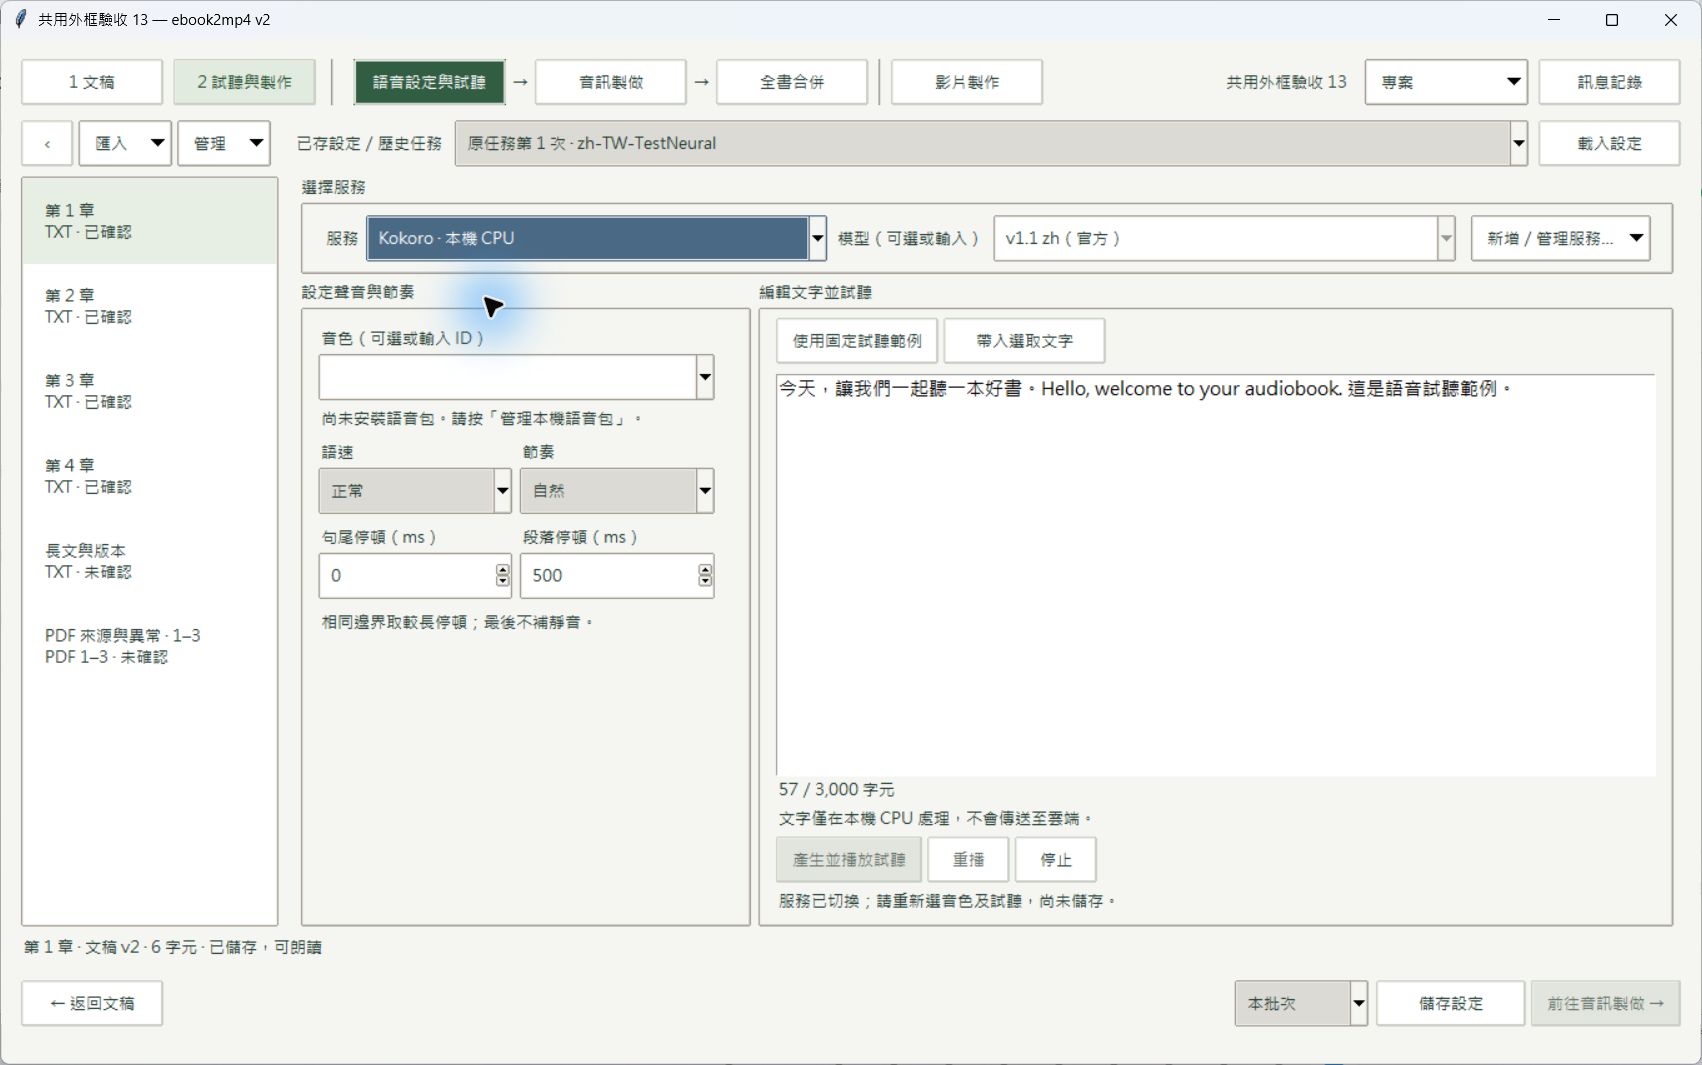 共用外框驗收 13 — ebook2mp4 v2
1 文稿
2 試聽與製作
語音設定與試聽
→
音訊製做
→
全書合併
影片製作
共用外框驗收 13
專案
訊息記錄
‹
匯入
管理
已存設定 / 歷史任務
原任務第 1 次 · zh-TW-TestNeural
載入設定
第 1 章
TXT · 已確認
第 2 章
TXT · 已確認
第 3 章
TXT · 已確認
第 4 章
TXT · 已確認
長文與版本
TXT · 未確認
PDF 來源與異常 · 1–3
PDF 1–3 · 未確認
選擇服務
服務
Kokoro · 本機 CPU
模型（可選或輸入）
v1.1 zh（官方）
新增 / 管理服務...
設定聲音與節奏
音色（可選或輸入 ID）
尚未安裝語音包。請按「管理本機語音包」。
語速
節奏
正常
自然
句尾停頓（ms）
段落停頓（ms）
0
500
相同邊界取較長停頓；最後不補靜音。
編輯文字並試聽
使用固定試聽範例
帶入選取文字
今天，讓我們一起聽一本好書。Hello, welcome to your audiobook. 這是語音試聽範例。
57 / 3,000 字元
文字僅在本機 CPU 處理，不會傳送至雲端。
產生並播放試聽
重播
停止
服務已切換；請重新選音色及試聽，尚未儲存。
第 1 章 · 文稿 v2 · 6 字元 · 已儲存，可朗讀
← 返回文稿
本批次
儲存設定
前往音訊製做 →